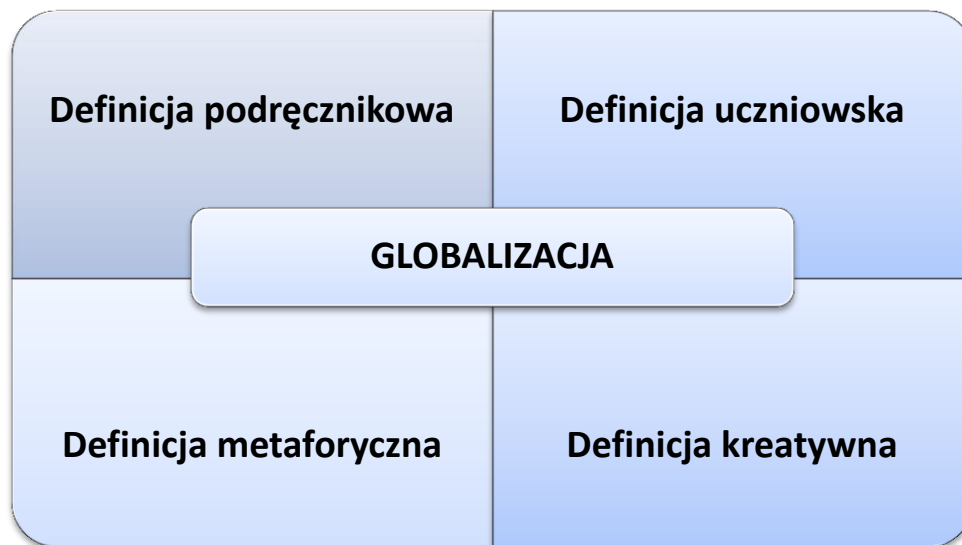 Definicja podręcznikowa
Definicja uczniowska
GLOBALIZACJA
Definicja metaforyczna
Definicja kreatywna